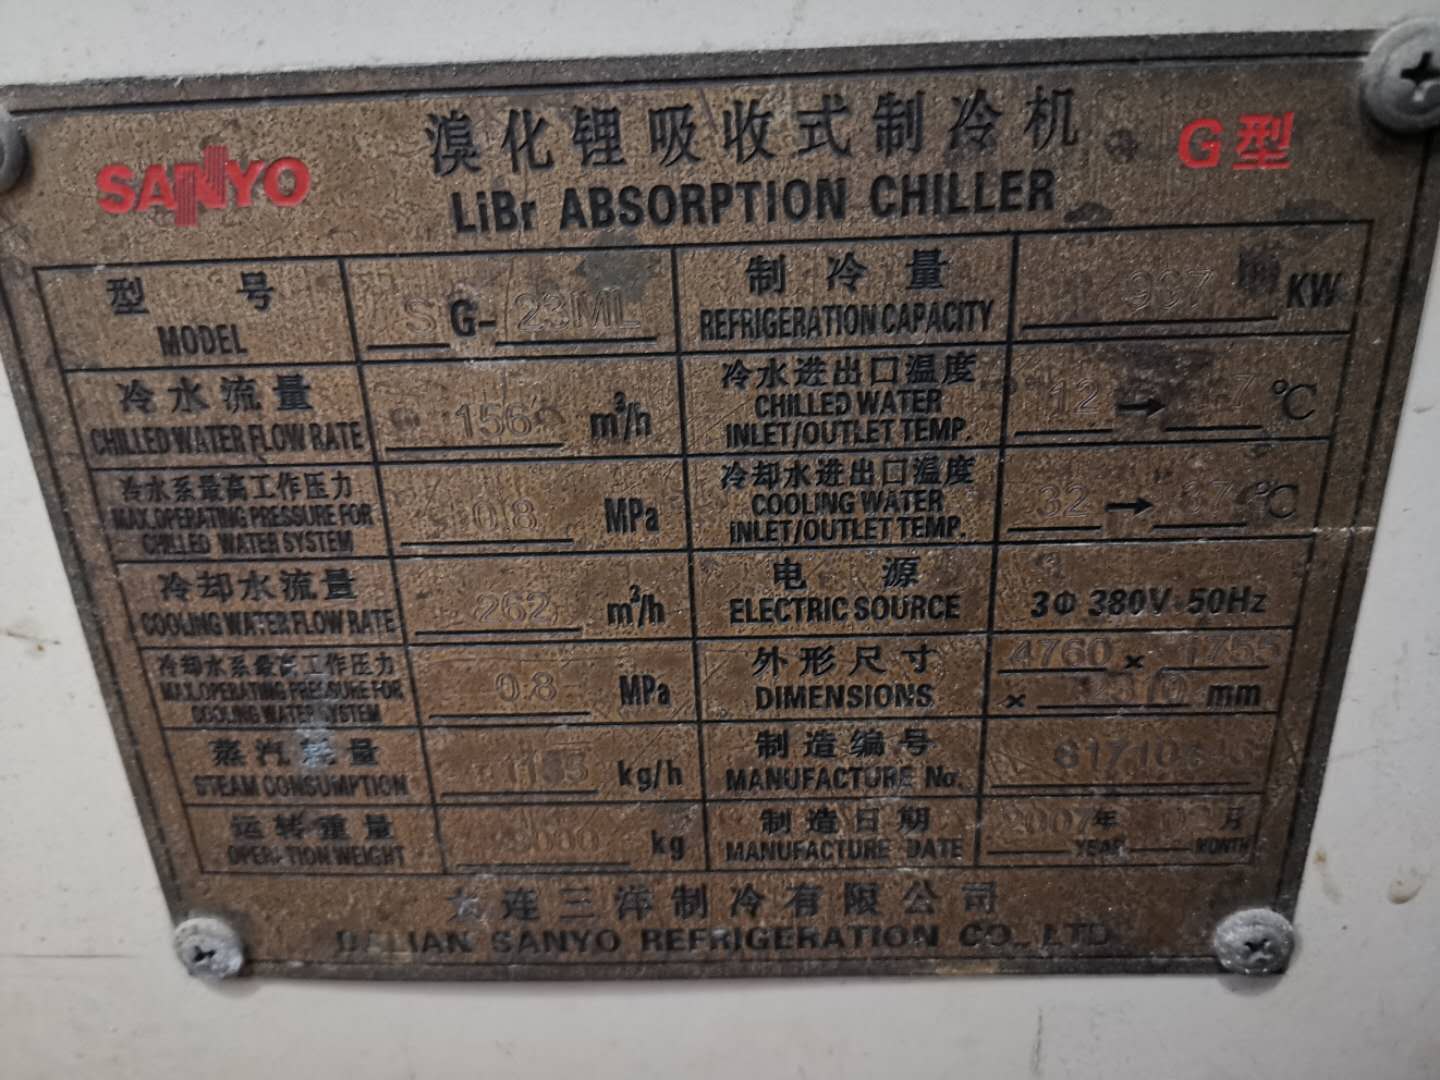 SANYO
溴化锂吸收式制冷机
G型
LiBr ABSORPTION CHILLER
型号
MODEL
SG-23ML
制冷量
REFRIGERATION CAPACITY
907 KW
冷水流量
CHILLED WATER FLOW RATE
156 m³/h
冷水进出口温度
CHILLED WATER
INLET/OUTLET TEMP.
12→7℃
冷水系最高工作压力
MAX.OPERATING PRESSURE FOR
CHILLED WATER SYSTEM
0.8 MPa
冷却水进出口温度
COOLING WATER
INLET/OUTLET TEMP.
32→37℃
冷却水流量
COOLING WATER FLOW RATE
262 m³/h
电源
ELECTRIC SOURCE
3Φ 380V 50Hz
冷却水系最高工作压力
MAX.OPERATING PRESSURE FOR
COOLING WATER SYSTEM
0.8 MPa
外形尺寸
DIMENSIONS
4760 × 1755
× mm
蒸汽耗量
STEAM CONSUMPTION
kg/h
制造编号
MANUFACTURE No.
运转重量
OPERATION WEIGHT
kg
制造日期
MANUFACTURE DATE
2007年 月
YEAR MONTH
大连三洋制冷有限公司
DALIAN SANYO REFRIGERATION CO., LTD